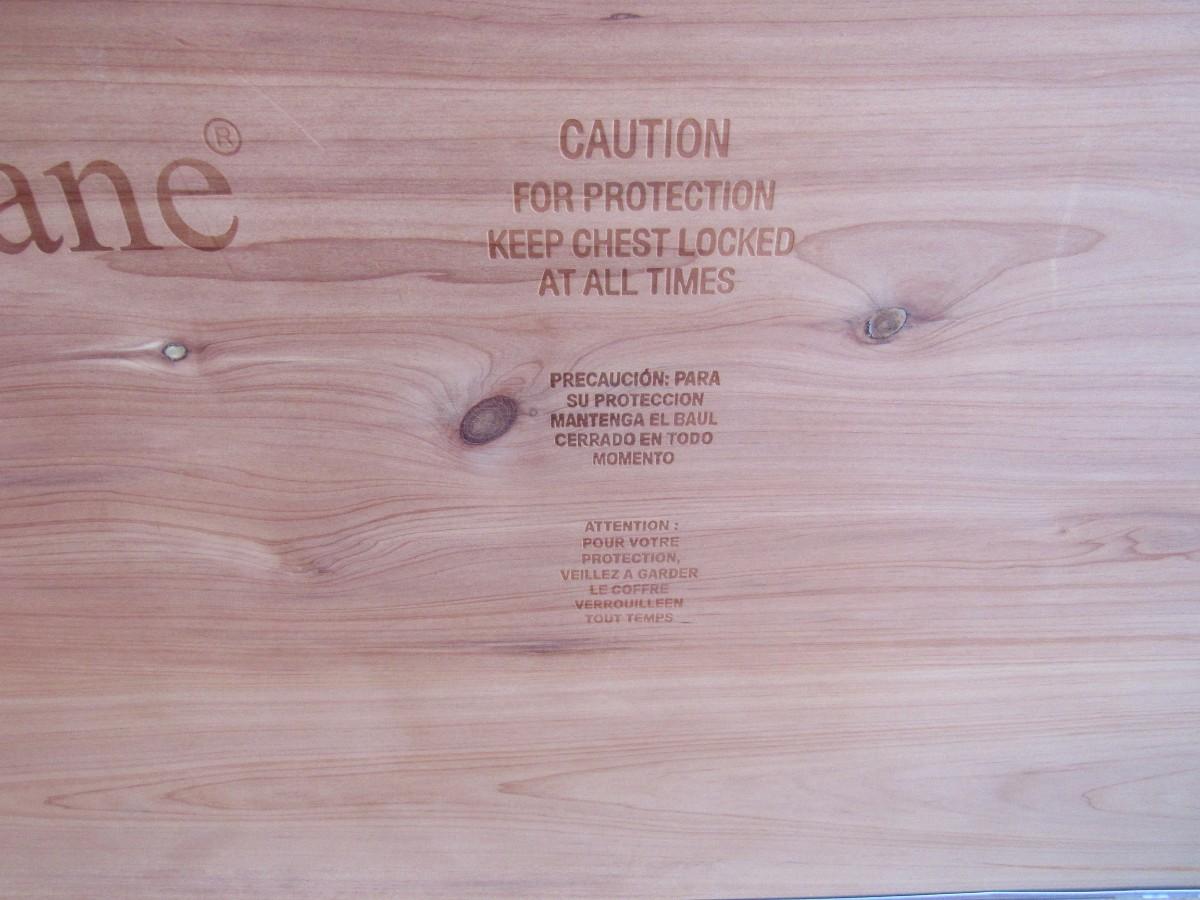 ane®
CAUTION
FOR PROTECTION
KEEP CHEST LOCKED
AT ALL TIMES
PRECAUCIÓN: PARA
SU PROTECCION
MANTENGA EL BAUL
CERRADO EN TODO
MOMENTO
ATTENTION :
POUR VOTRE
PROTECTION,
VEILLEZ A GARDER
LE COFFRE
VERROUILLEEN
TOUT TEMPS